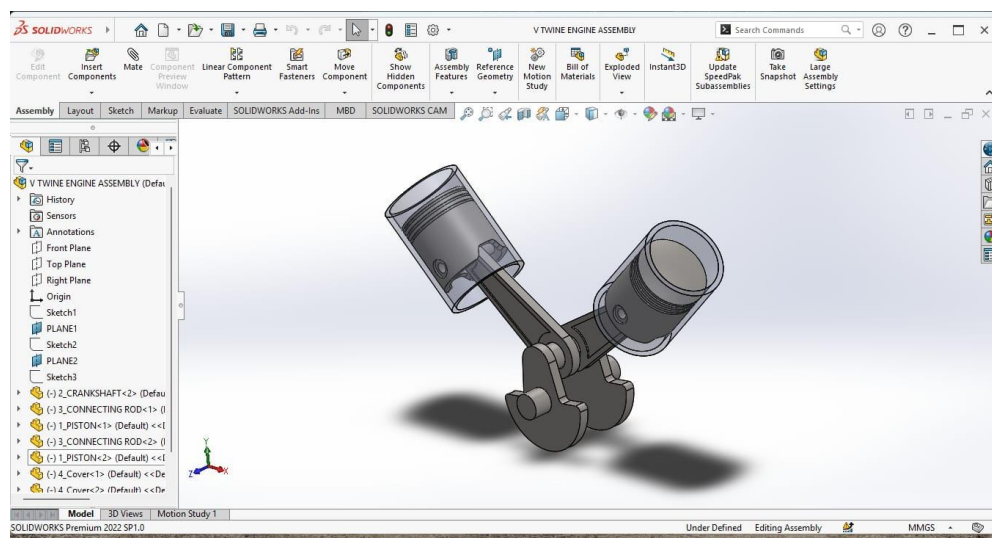 SOLIDWORKS
V TWINE ENGINE ASSEMBLY
Search Commands
Edit Component
Insert Components
Mate
Component Preview Window
Linear Component Pattern
Smart Fasteners
Move Component
Show Hidden Components
Assembly Features
Reference Geometry
New Motion Study
Bill of Materials
Exploded View
Instant3D
Update SpeedPak Subassemblies
Take Snapshot
Large Assembly Settings
Assembly Layout Sketch Markup Evaluate SOLIDWORKS Add-Ins MBD SOLIDWORKS CAM
V TWINE ENGINE ASSEMBLY (Defau
History
Sensors
A Annotations
Front Plane
Top Plane
Right Plane
Origin
Sketch1
PLANE1
Sketch2
PLANE2
Sketch3
(-) 2_CRANKSHAFT<2> (Defau
(-) 3_CONNECTING ROD<1> (I
(-) 1_PISTON<1> (Default) <<I
(-) 3_CONNECTING ROD<2> (I
(-) 1_PISTON<2> (Default) <<I
(-) 4_Cover<1> (Default) <<De
(-) 4_Cover<2> (Default) <<De
Y
Z
X
Model 3D Views Motion Study 1
SOLIDWORKS Premium 2022 SP1.0
Under Defined Editing Assembly MMGS